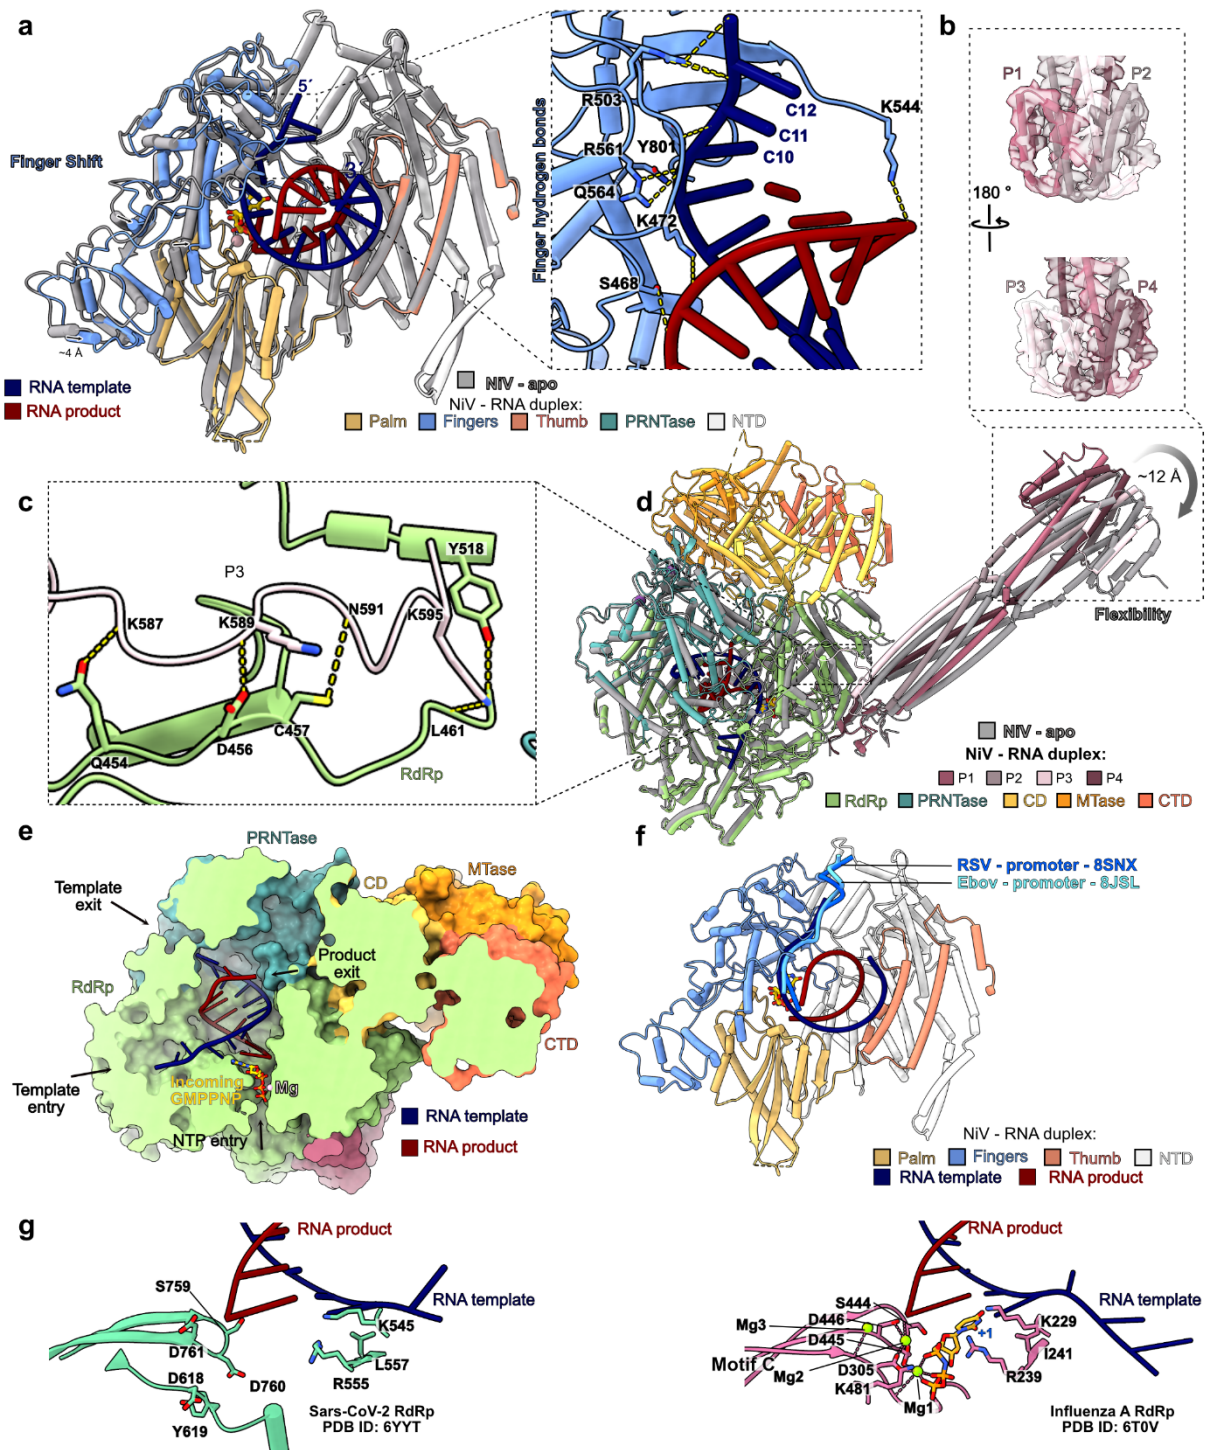 a
5′
3′
Finger Shift
~4 Å
RNA template
RNA product
NiV - apo
NiV - RNA duplex:
Palm
Fingers
Thumb
PRNTase
NTD
Finger hydrogen bonds
R503
R561
Y801
Q564
K472
S468
C12
C11
C10
K544
b
P1
P2
180 °
P3
P4
c
P3
K587
K589
N591
K595
Y518
Q454
D456
C457
L461
RdRp
d
~12 Å
Flexibility
NiV - apo
NiV - RNA duplex:
P1
P2
P3
P4
RdRp
PRNTase
CD
MTase
CTD
e
PRNTase
CD
MTase
Template
exit
Product
exit
RdRp
CTD
Template
entry
Incoming
GMPPNP
Mg
NTP entry
RNA template
RNA product
f
RSV - promoter - 8SNX
Ebov - promoter - 8JSL
NiV - RNA duplex:
Palm
Fingers
Thumb
NTD
RNA template
RNA product
g
RNA product
RNA template
S759
D761
D618
D760
Y619
K545
L557
R555
Sars-CoV-2 RdRp
PDB ID: 6YYT
RNA product
RNA template
S444
D446
Mg3
D445
Motif C
Mg2
D305
K481
Mg1
+1
K229
I241
R239
Influenza A RdRp
PDB ID: 6T0V